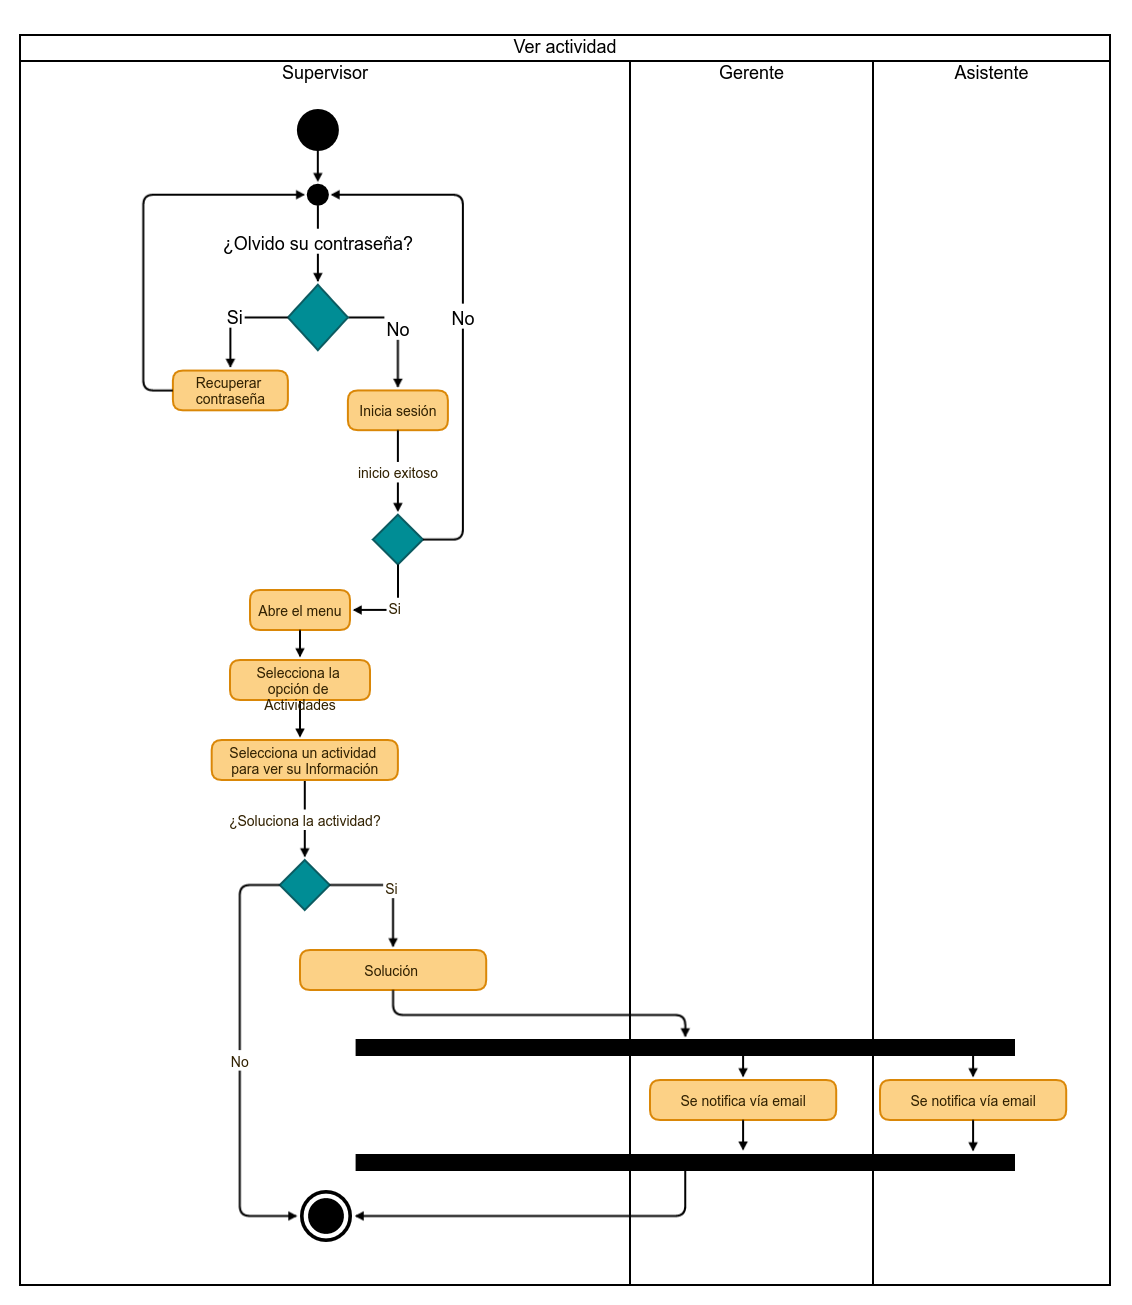 Ver actividad
Supervisor
Gerente
Asistente
¿Olvido su contraseña?
Si
No
No
Recuperar
contraseña
Inicia sesión
inicio exitoso
Si
Abre el menu
Selecciona la
opción de
Actividades
Selecciona un actividad
para ver su Información
¿Soluciona la actividad?
Si
Solución
No
Se notifica vía email
Se notifica vía email